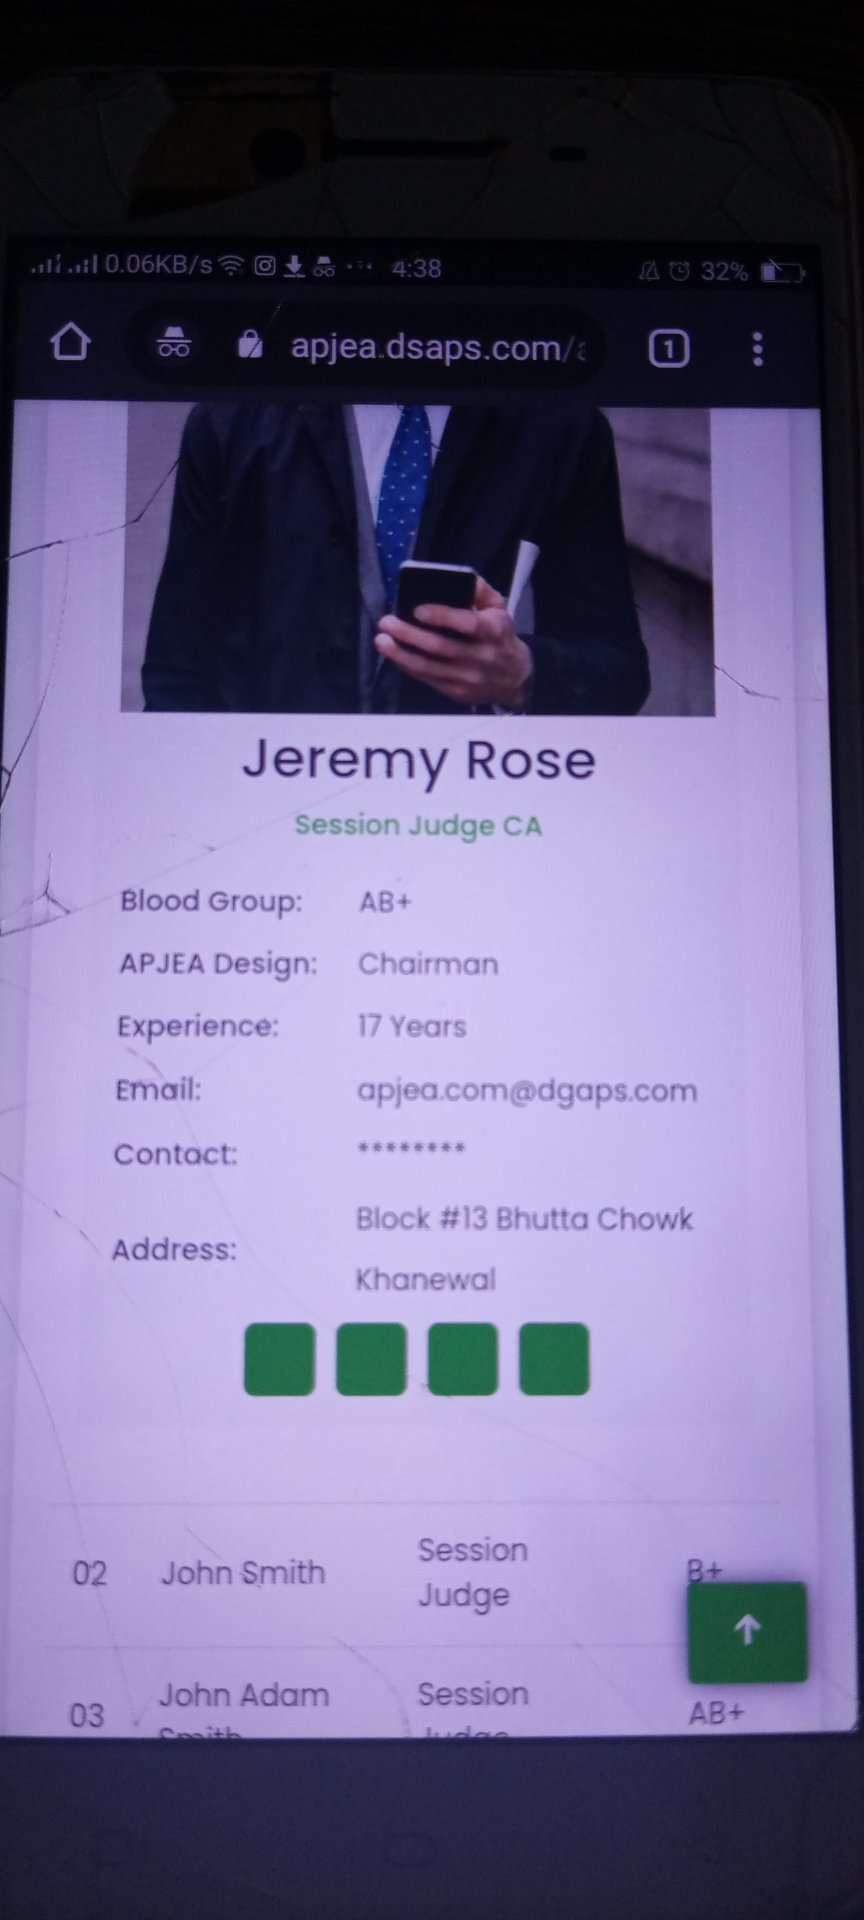 0.06KB/s 4:38 32%
apjea.dsaps.com/
1
Jeremy Rose
Session Judge CA
Blood Group: AB+
APJEA Design: Chairman
Experience: 17 Years
Email: apjea.com@dgaps.com
Contact: ********
Address: Block #13 Bhutta Chowk
Khanewal
02 John Smith Session Judge B+
03 John Adam Smith Session Judge AB+